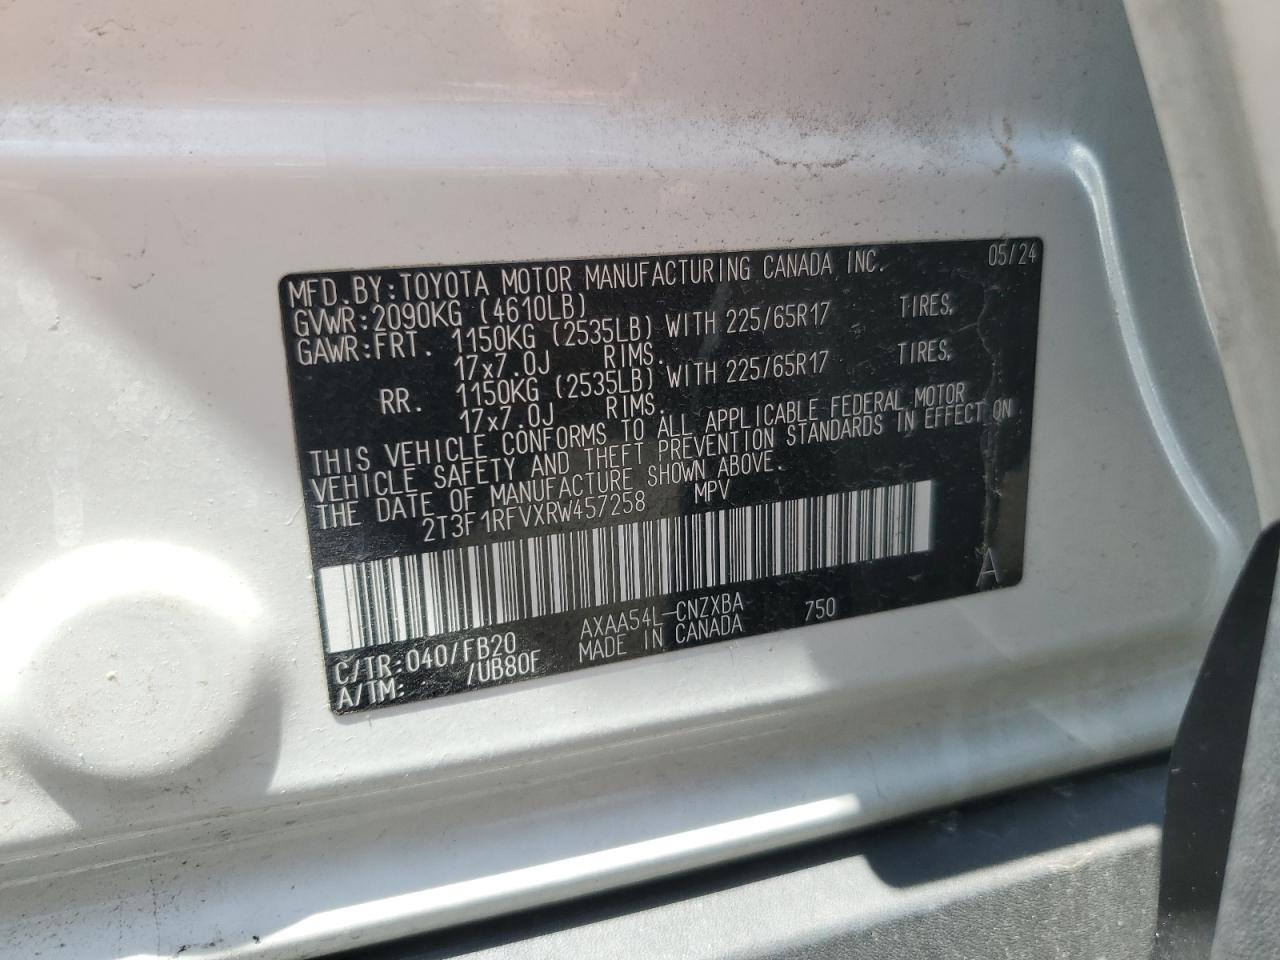 MFD.BY:TOYOTA MOTOR MANUFACTURING CANADA INC. 05/24
GVWR:2090KG (4610LB)
GAWR:FRT. 1150KG (2535LB) WITH 225/65R17 TIRES,
17x7.0J RIMS.
RR. 1150KG (2535LB) WITH 225/65R17 TIRES,
17x7.0J RIMS.
THIS VEHICLE CONFORMS TO ALL APPLICABLE FEDERAL MOTOR
VEHICLE SAFETY AND THEFT PREVENTION STANDARDS IN EFFECT ON
THE DATE OF MANUFACTURE SHOWN ABOVE.
2T3F1RFVXRW457258 MPV
A
C/TR:040/FB20 AXAA54L-CNZXBA 750
A/TM: /UB80F MADE IN CANADA